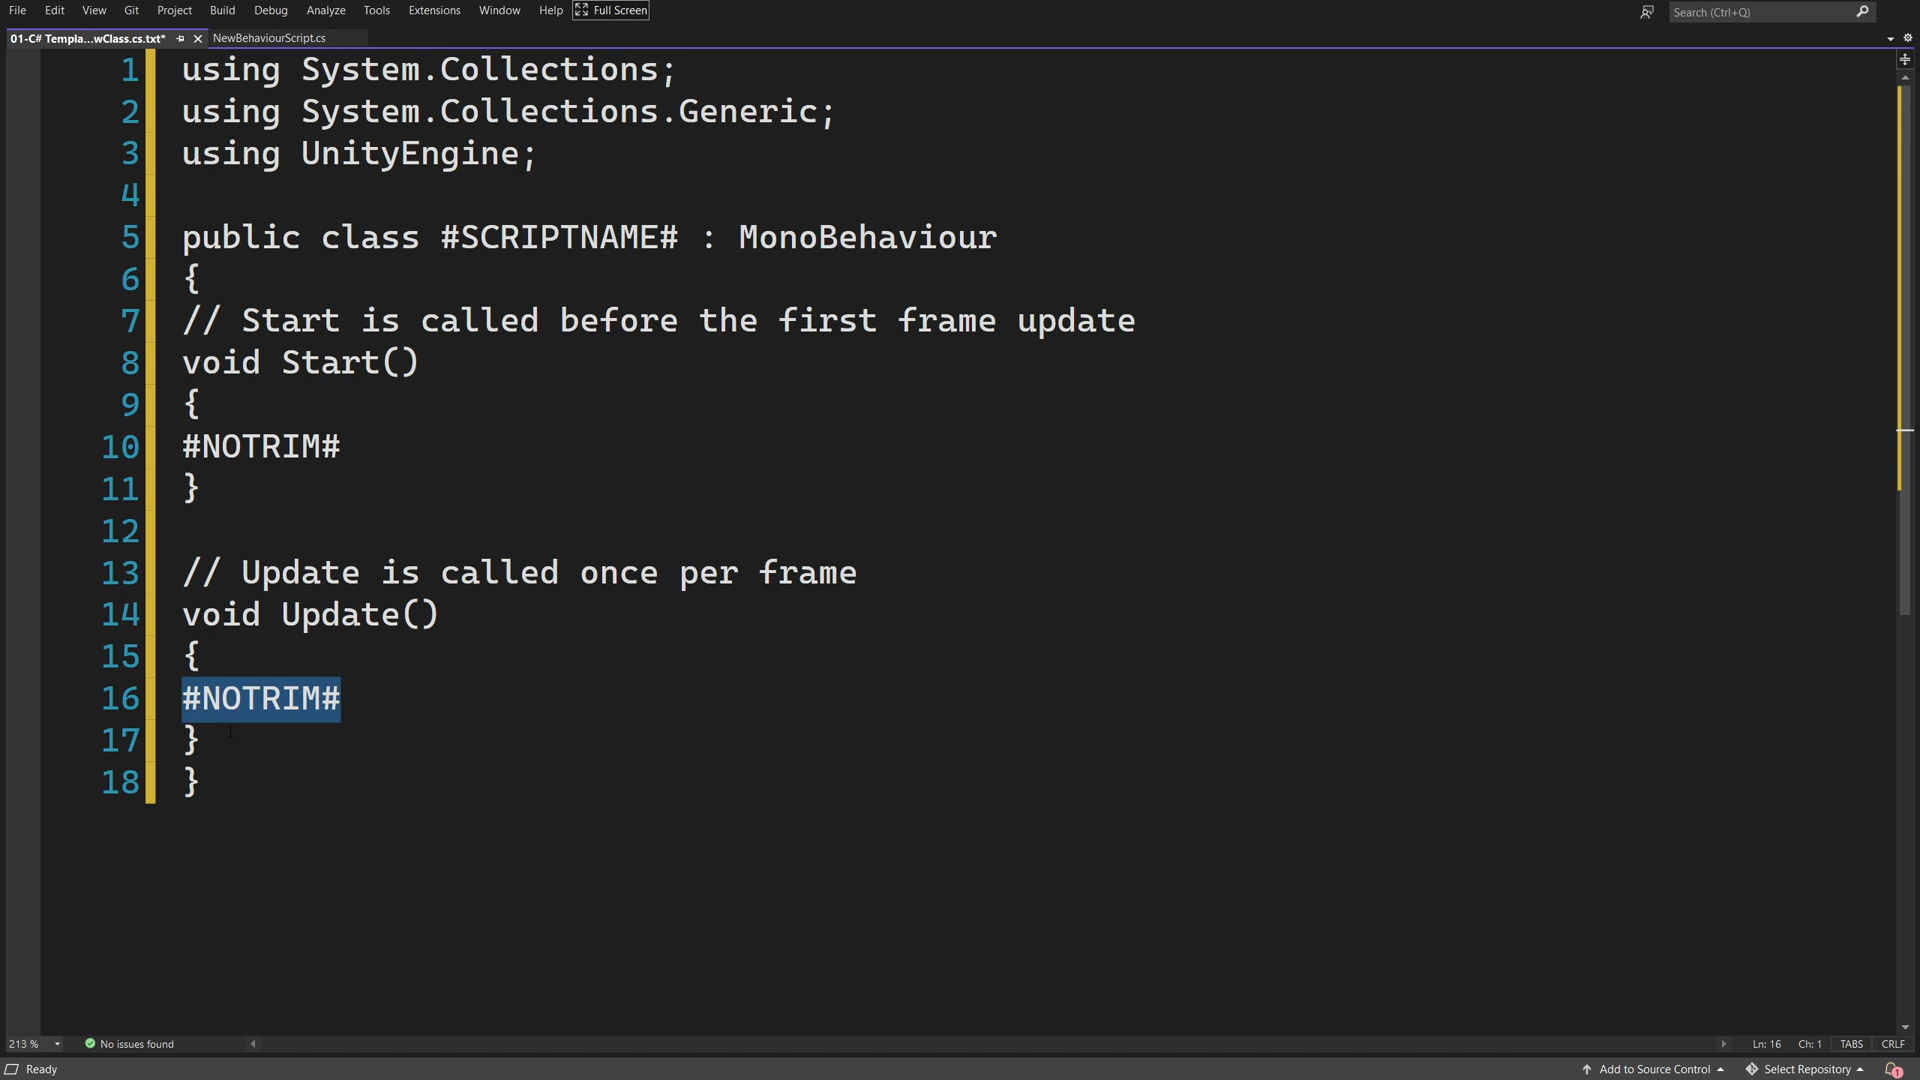 File Edit View Git Project Build Debug Analyze Tools Extensions Window Help Full Screen Search (Ctrl+Q)
01-C# Templa...wClass.cs.txt* NewBehaviourScript.cs
1 using System.Collections;
2 using System.Collections.Generic;
3 using UnityEngine;
4
5 public class #SCRIPTNAME# : MonoBehaviour
6 {
7 // Start is called before the first frame update
8 void Start()
9 {
10 #NOTRIM#
11 }
12
13 // Update is called once per frame
14 void Update()
15 {
16 #NOTRIM#
17 }
18 }
213 % No issues found Ln: 16 Ch: 1 TABS CRLF
Ready Add to Source Control Select Repository 1